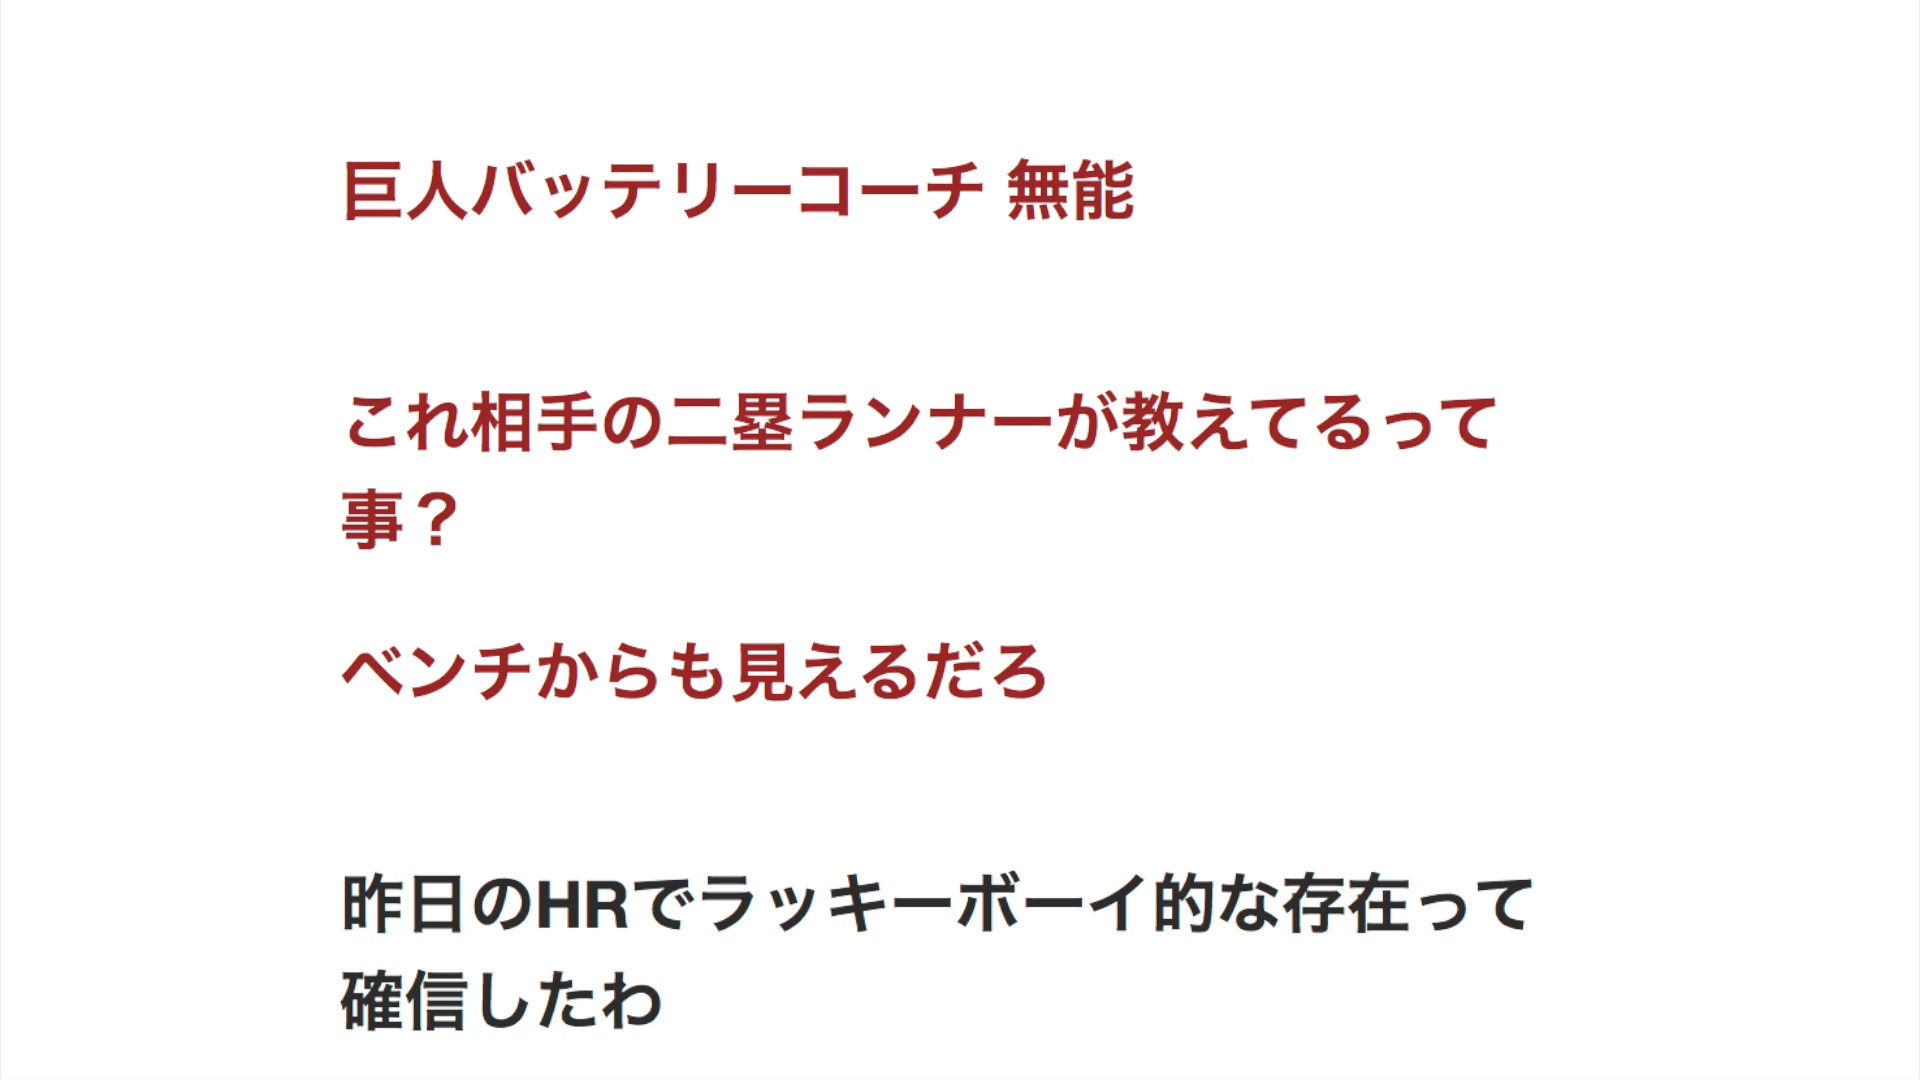 巨人バッテリーコーチ 無能
これ相手の二塁ランナーが教えてるって
事？
ベンチからも見えるだろ
昨日のHRでラッキーボーイ的な存在って
確信したわ